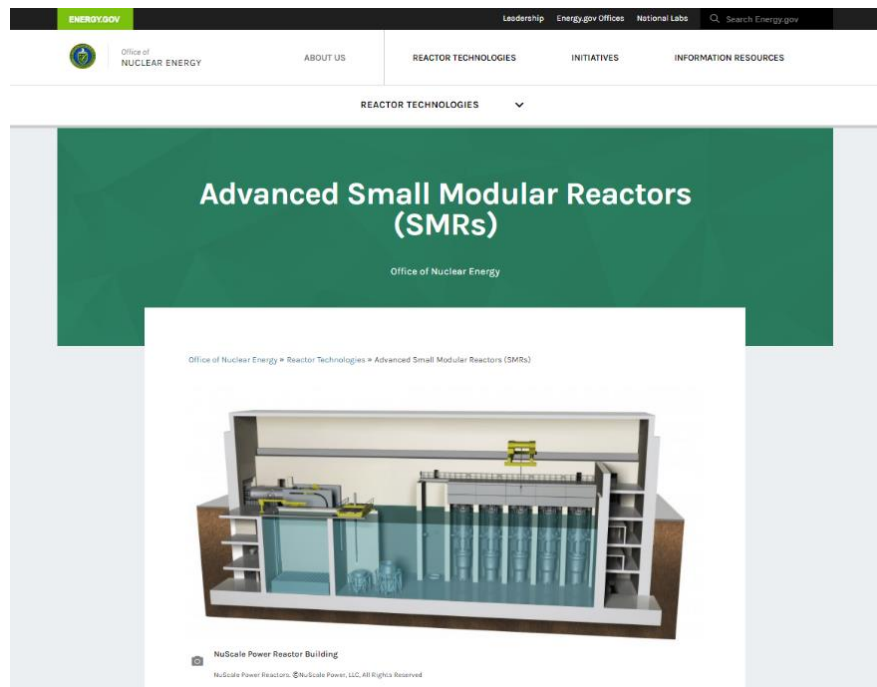 ENERGY.GOV
Leadership Energy.gov Offices National Labs Search Energy.gov
Office of
NUCLEAR ENERGY
ABOUT US REACTOR TECHNOLOGIES INITIATIVES INFORMATION RESOURCES
REACTOR TECHNOLOGIES
Advanced Small Modular Reactors
(SMRs)
Office of Nuclear Energy
Office of Nuclear Energy » Reactor Technologies » Advanced Small Modular Reactors (SMRs)
NuScale Power Reactor Building
NuScale Power Reactors. ©NuScale Power, LLC, All Rights Reserved